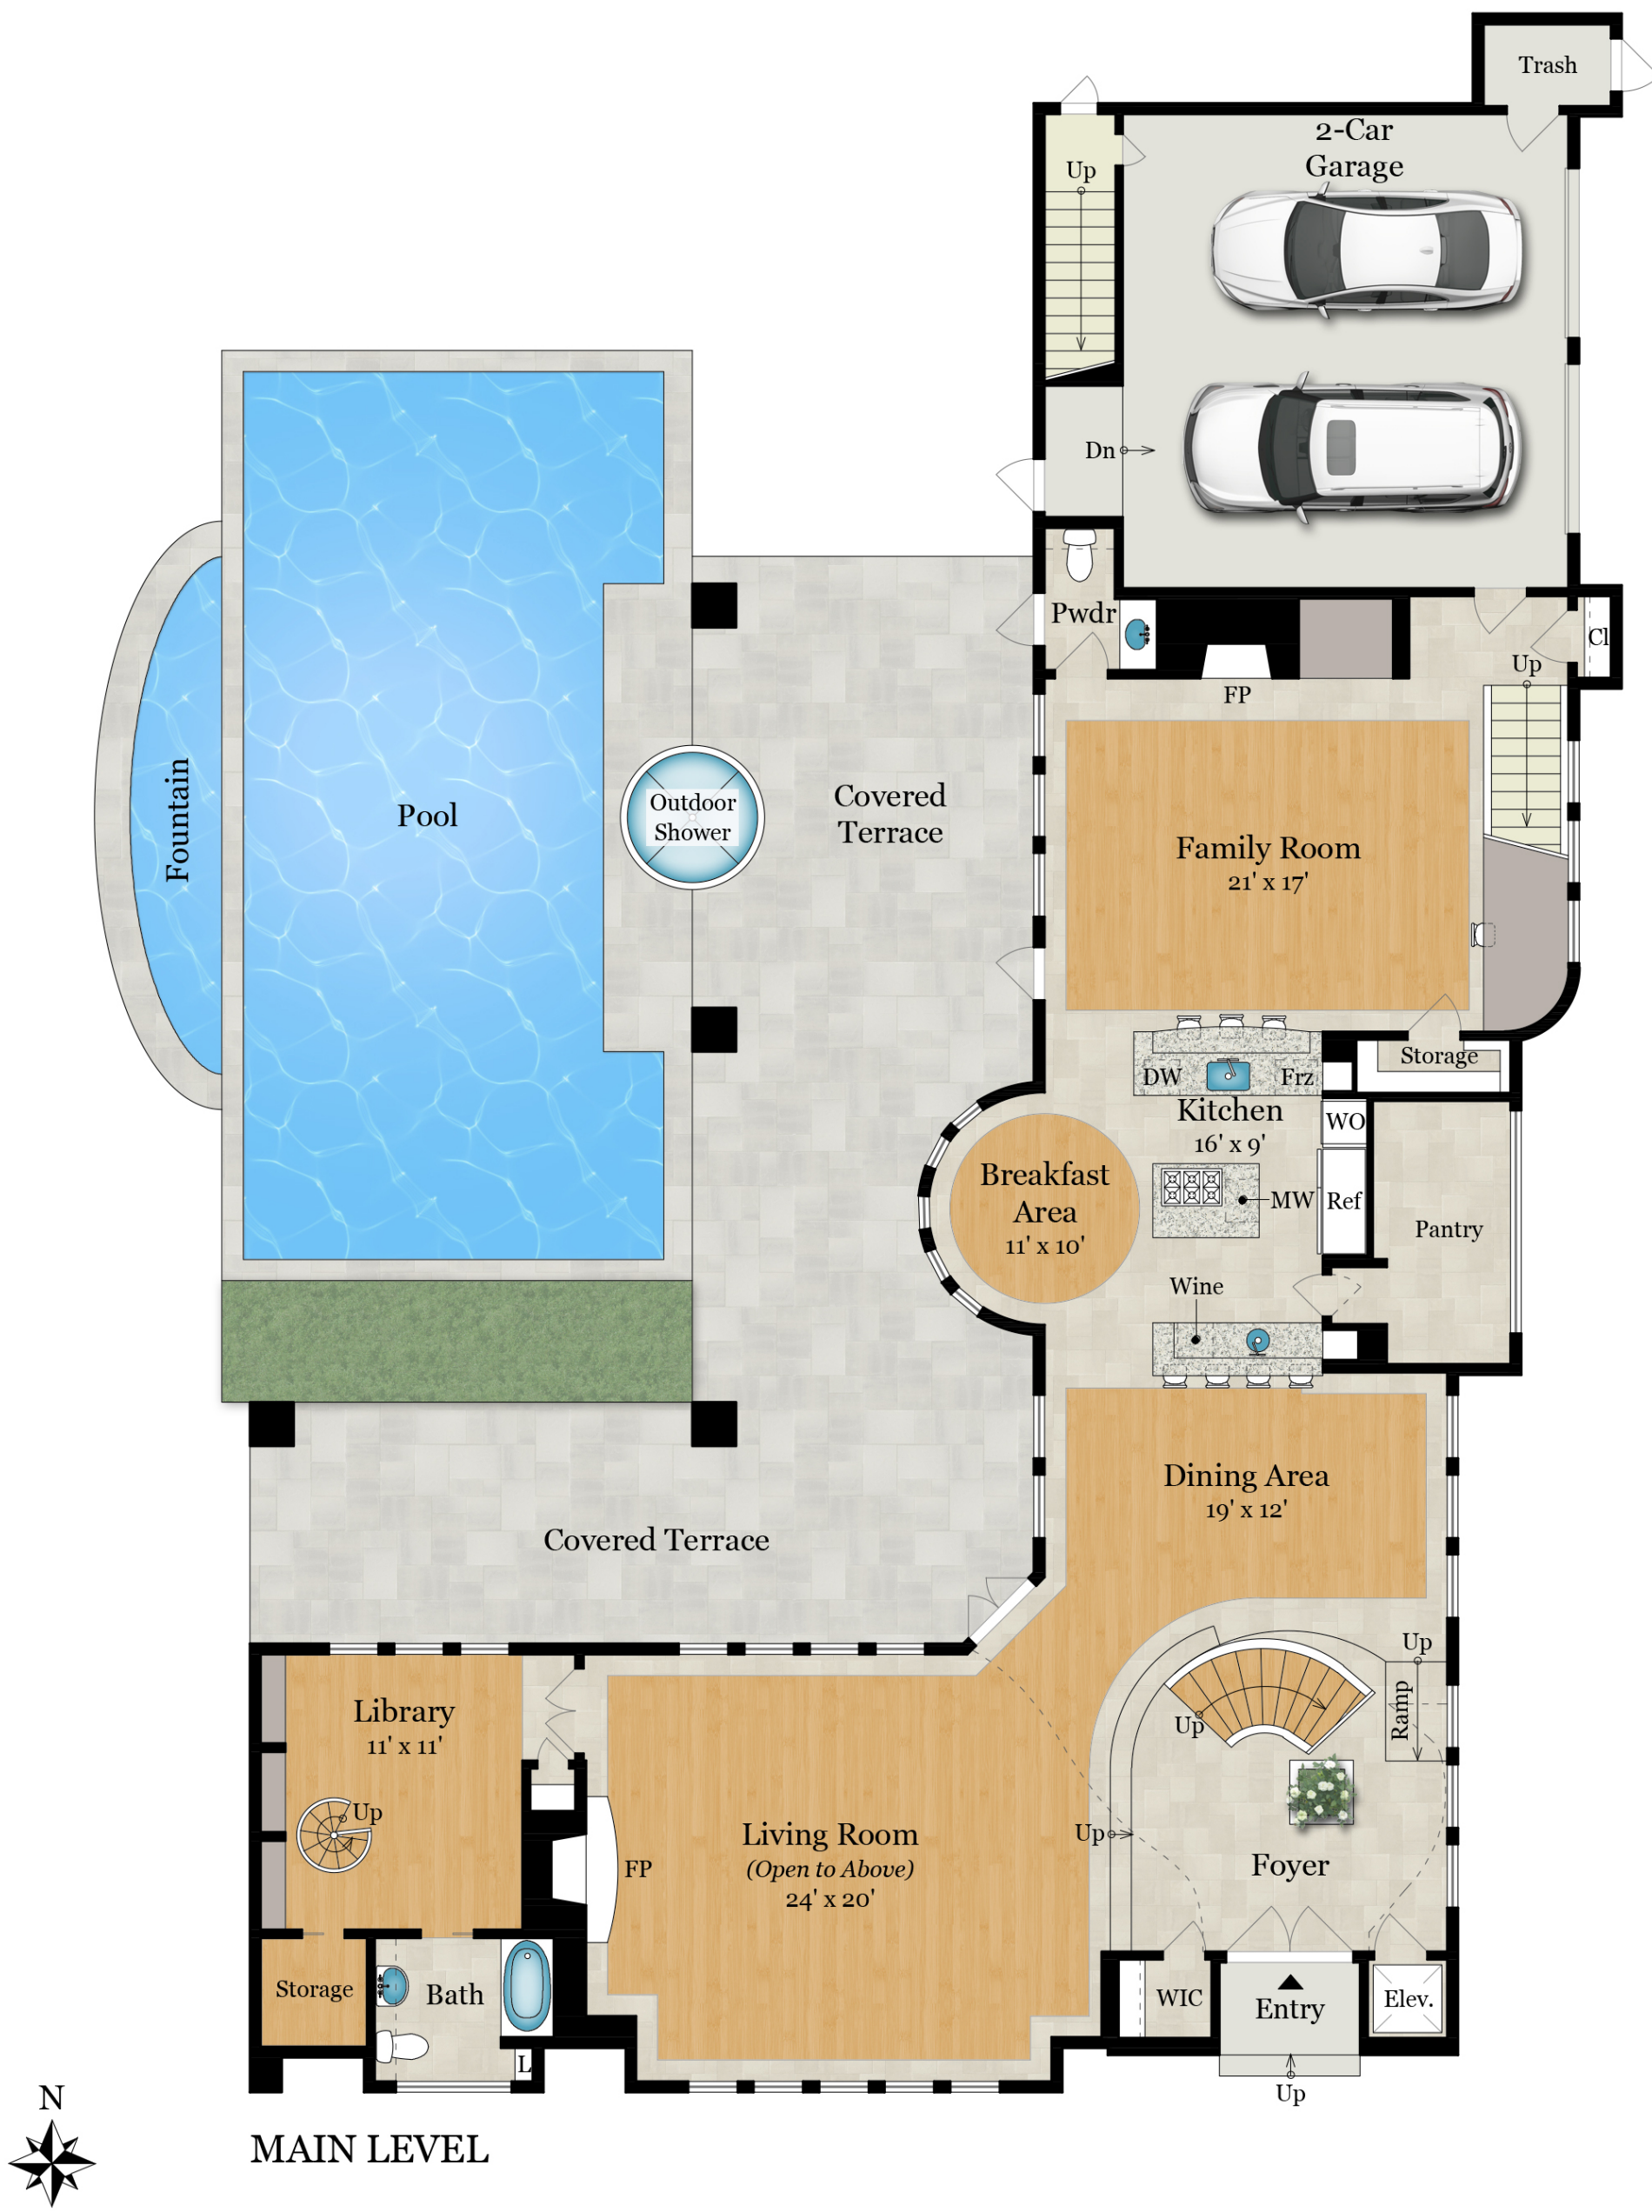 Trash
2-Car
Garage
Up
Dn
Pwdr
Cl
Up
FP
Fountain
Pool
Outdoor
Shower
Covered
Terrace
Family Room
21' x 17'
Storage
DW
Frz
Kitchen
16' x 9'
WO
Breakfast
Area
11' x 10'
MW
Ref
Pantry
Wine
Dining Area
19' x 12'
Covered Terrace
Up
Ramp
Up
Library
11' x 11'
Up
Living Room
(Open to Above)
24' x 20'
FP
Up
Foyer
Storage
Bath
L
WIC
Entry
Elev.
Up
N
MAIN LEVEL